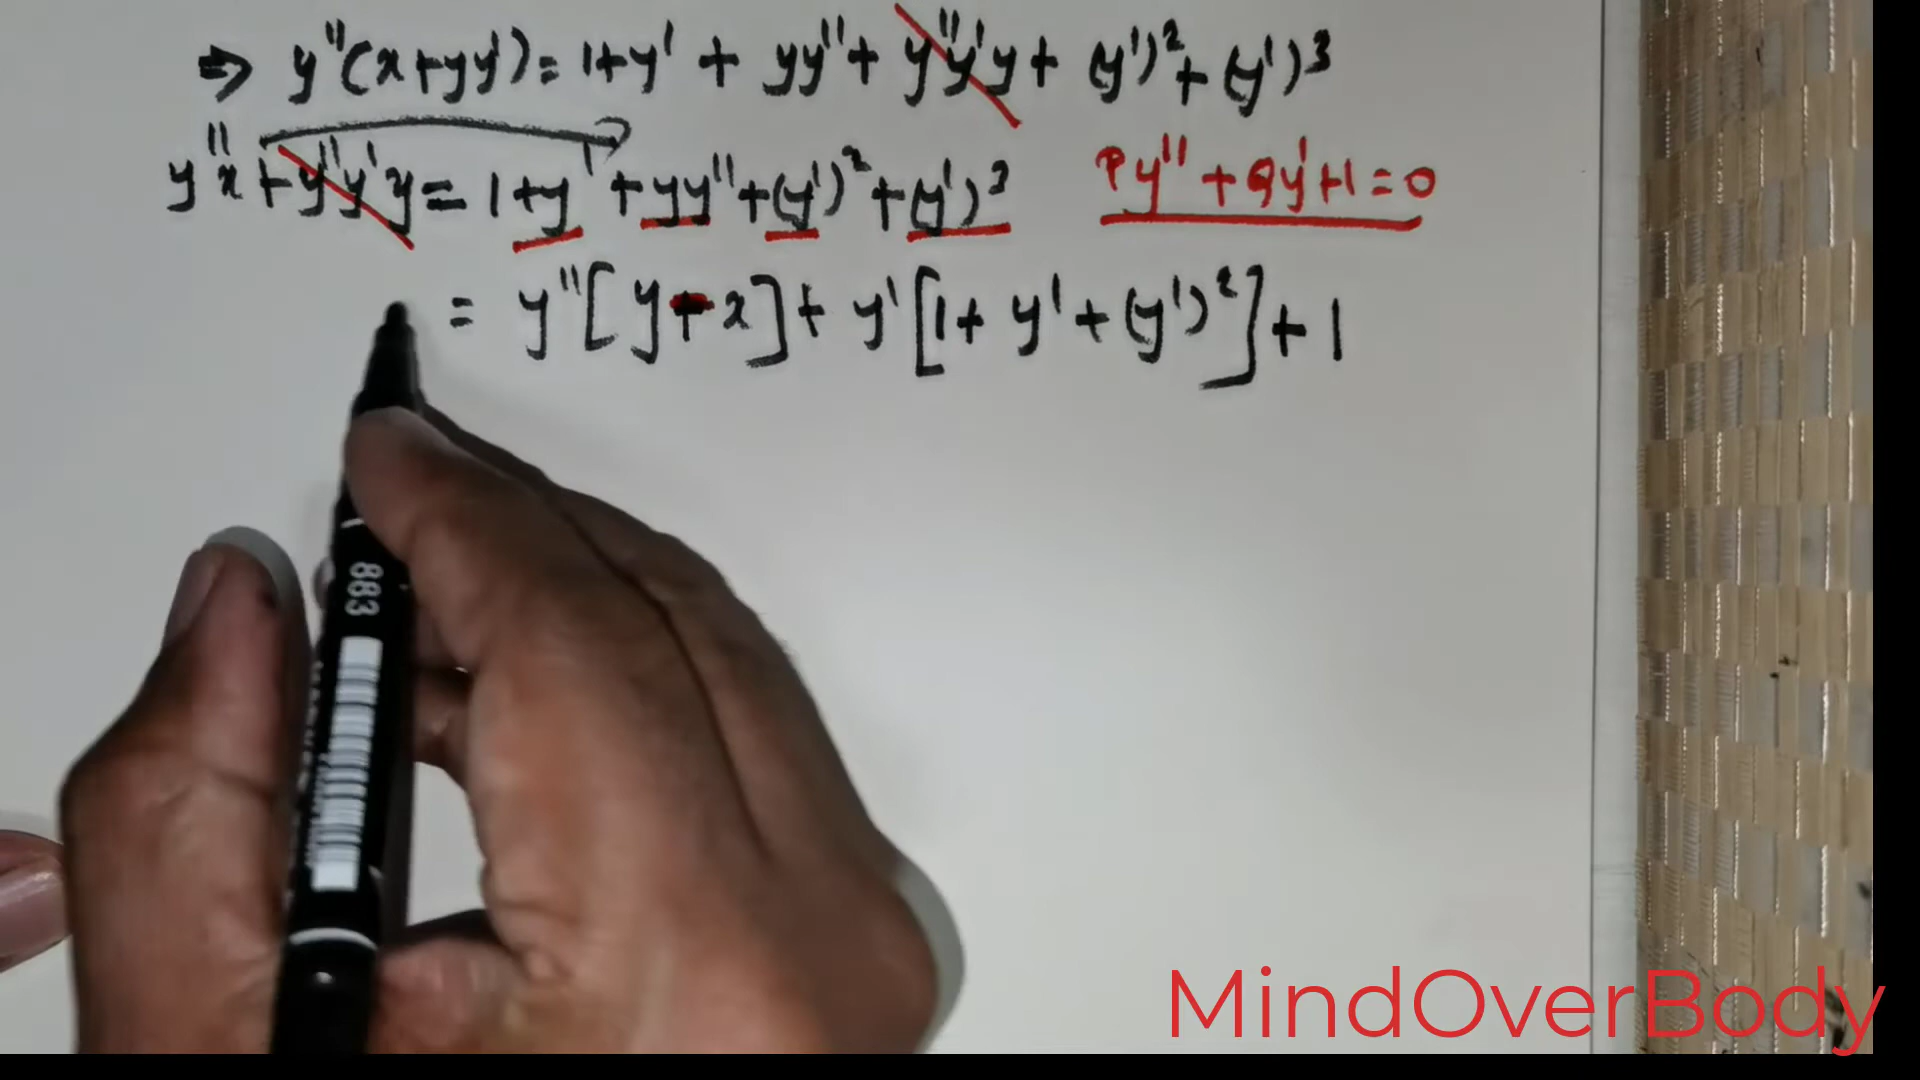 ⇒ y''(x+yy') = 1+y' + yy'' + y''y'y + (y')² + (y')³
y''x + y''y'y = 1+y' + yy'' + (y')² + (y')³
Py'' + Qy' + 1 = 0
= y''[y-x] + y'[1 + y' + (y')²] + 1
883
MindOverBody